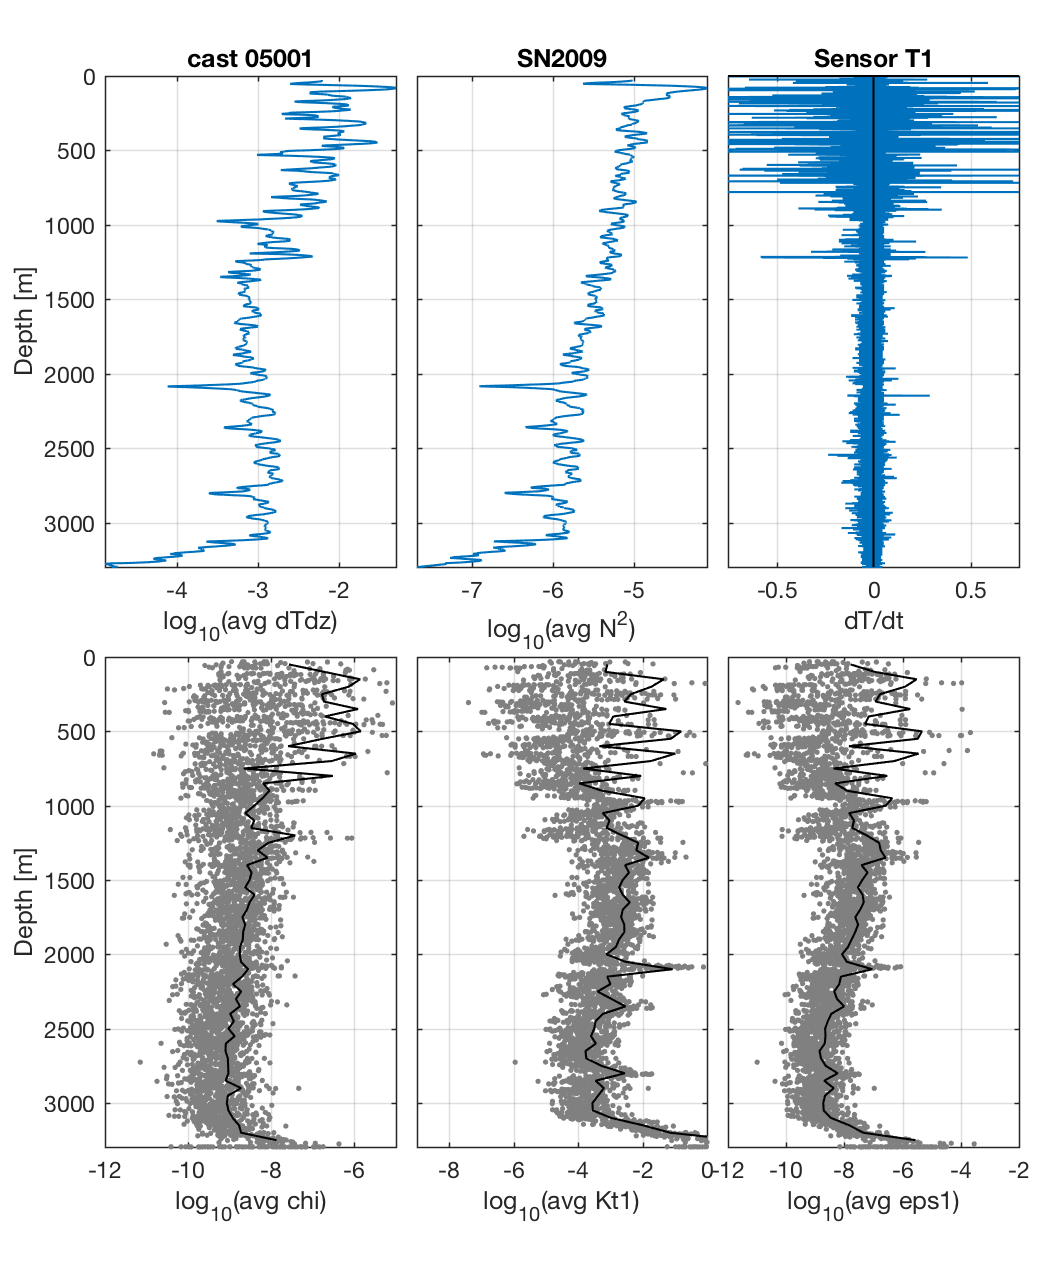 cast 05001
SN2009
Sensor T1
0
500
1000
1500
2000
2500
3000
Depth [m]
-4 -3 -2
log10(avg dTdz)
-7 -6 -5
log10(avg N2)
-0.5 0 0.5
dT/dt
0
500
1000
1500
2000
2500
3000
Depth [m]
-12 -10 -8 -6
log10(avg chi)
-8 -6 -4 -2 0
log10(avg Kt1)
-12 -10 -8 -6 -4 -2
log10(avg eps1)